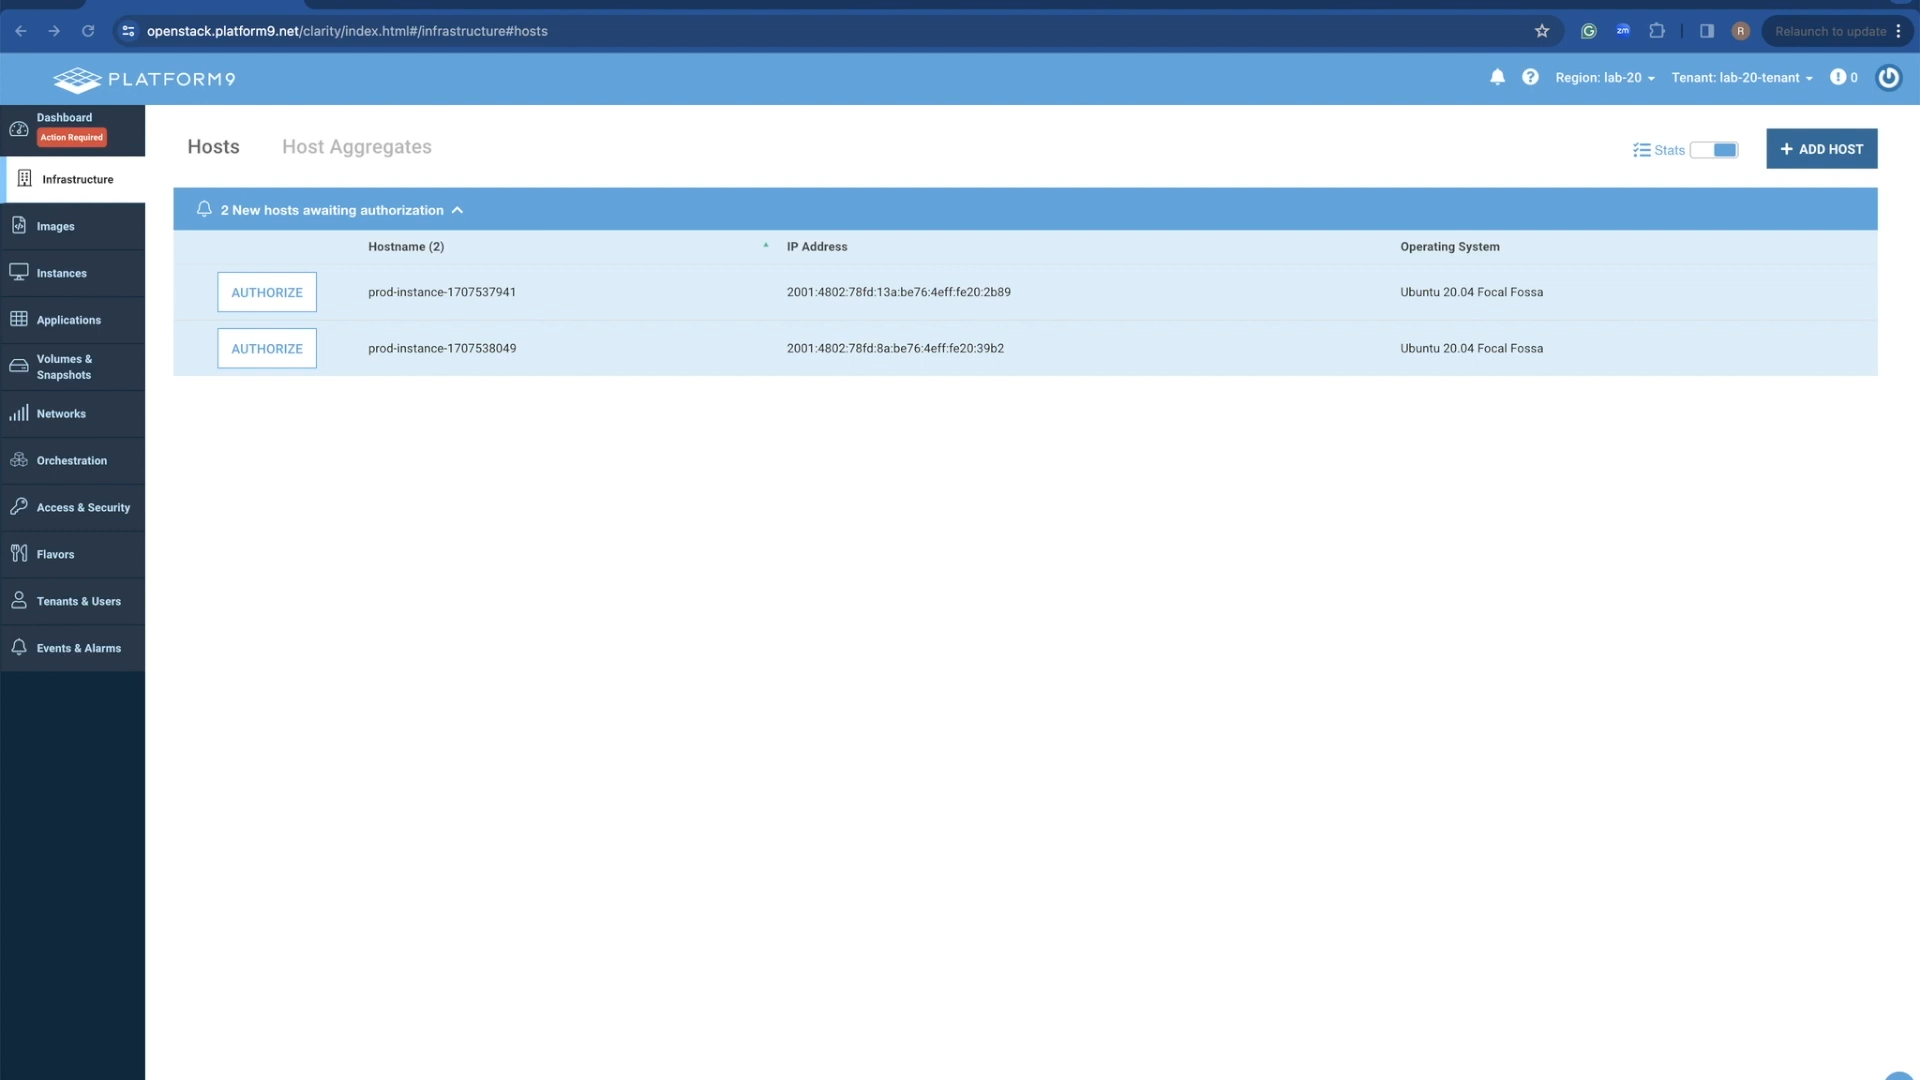 openstack.platform9.net/clarity/index.html#/infrastructure#hosts
zm
R
Relaunch to update
PLATFORM9
Region: lab-20
Tenant: lab-20-tenant
0
Dashboard
Action Required
Infrastructure
Images
Instances
Applications
Volumes &
Snapshots
Networks
Orchestration
Access & Security
Flavors
Tenants & Users
Events & Alarms
Hosts Host Aggregates
Stats
+ ADD HOST
2 New hosts awaiting authorization
Hostname (2) IP Address Operating System
AUTHORIZE prod-instance-1707537941 2001:4802:78fd:13a:be76:4eff:fe20:2b89 Ubuntu 20.04 Focal Fossa
AUTHORIZE prod-instance-1707538049 2001:4802:78fd:8a:be76:4eff:fe20:39b2 Ubuntu 20.04 Focal Fossa